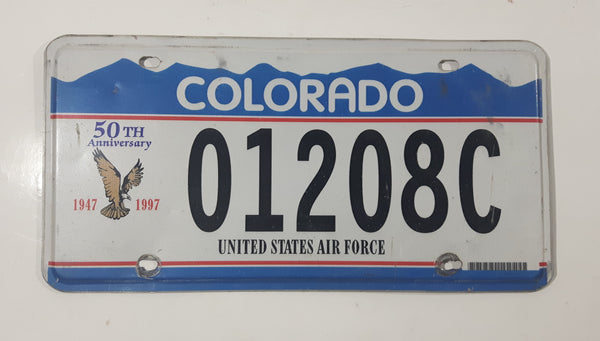 COLORADO
50TH
Anniversary
1947 1997
01208C
UNITED STATES AIR FORCE